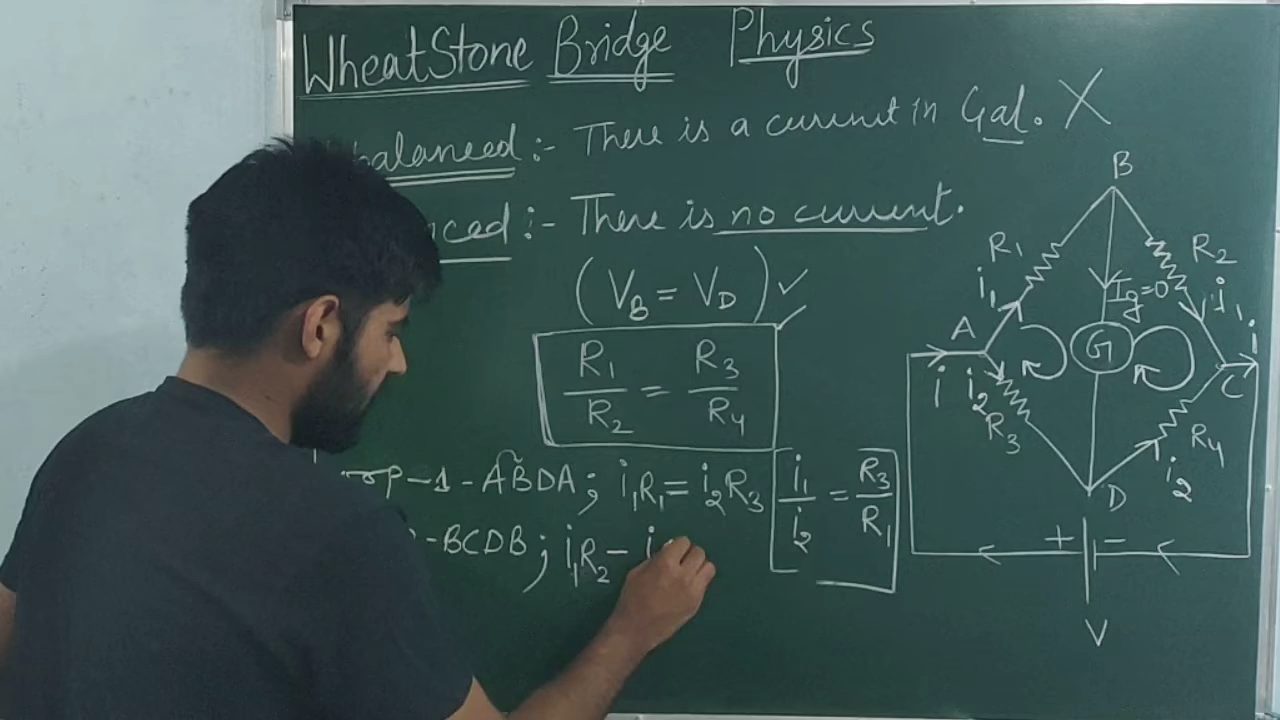 WheatStone Bridge Physics
balanced :- There is a current in Gal. X
nced :- There is no current.
(V_B = V_D) ✓
R₁/R₂ = R₃/R₄
oop-1-ABDA; i₁R₁ = i₂R₃ i₁/i₂ = R₃/R₁
-BCDB; i₁R₂ -
B
R₁
R₂
i₁
Ig=0
i₁
A
G
i
i
i₂
C
R₃
R₄
i₂
D
+ -
V